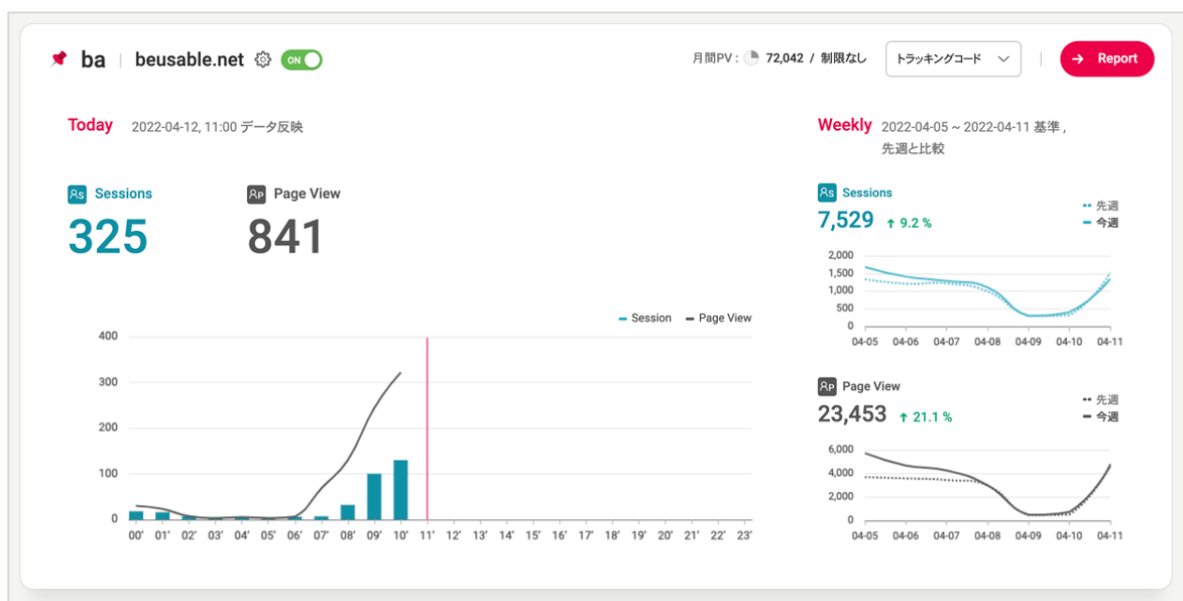 ba | beusable.net ON 月間PV : 72,042 / 制限なし トラッキングコード | → Report
Today 2022-04-12, 11:00 データ反映
Sessions Page View
325 841
Session Page View
400
300
200
100
0
00' 01' 02' 03' 04' 05' 06' 07' 08' 09' 10' 11' 12' 13' 14' 15' 16' 17' 18' 19' 20' 21' 22' 23'
Weekly 2022-04-05 ~ 2022-04-11 基準 ,
先週と比較
Sessions
7,529 ↑ 9.2 %
先週
今週
2,000
1,500
1,000
500
0
04-05 04-06 04-07 04-08 04-09 04-10 04-11
Page View
23,453 ↑ 21.1 %
先週
今週
6,000
4,000
2,000
0
04-05 04-06 04-07 04-08 04-09 04-10 04-11